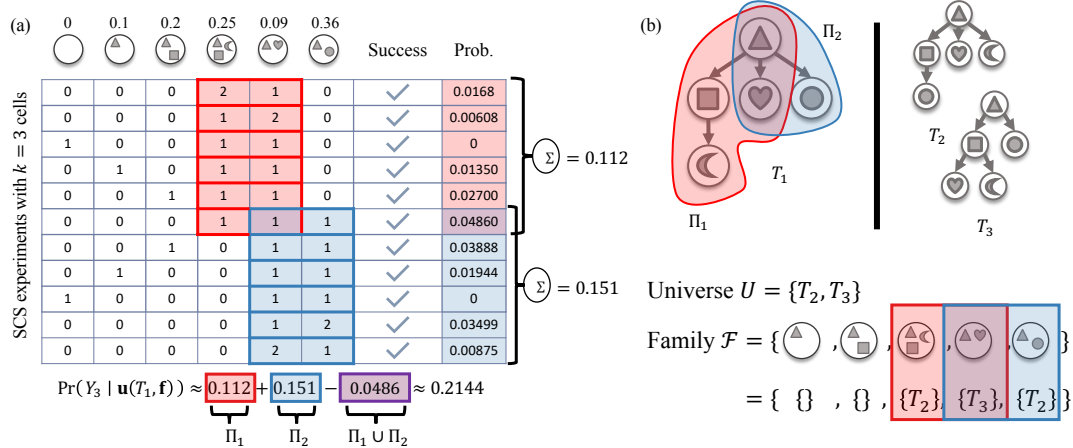 (a)
0 0.1 0.2 0.25 0.09 0.36
Success Prob.
SCS experiments with k = 3 cells
0 0 0 2 1 0 0.0168
0 0 0 1 2 0 0.00608
1 0 0 1 1 0 0
0 1 0 1 1 0 0.01350
0 0 1 1 1 0 0.02700
0 0 0 1 1 1 0.04860
0 0 1 0 1 1 0.03888
0 1 0 0 1 1 0.01944
1 0 0 0 1 1 0
0 0 0 0 1 2 0.03499
0 0 0 0 2 1 0.00875
Σ = 0.112
Σ = 0.151
Pr(Y₃ | u(T₁, f)) ≈ 0.112 + 0.151 − 0.0486 ≈ 0.2144
Π₁ Π₂ Π₁ ∪ Π₂
(b)
Π₂
T₁
Π₁
T₂
T₃
Universe U = {T₂, T₃}
Family ℱ = { , , , , }
= { {} , {} , {T₂}, {T₃}, {T₂}}